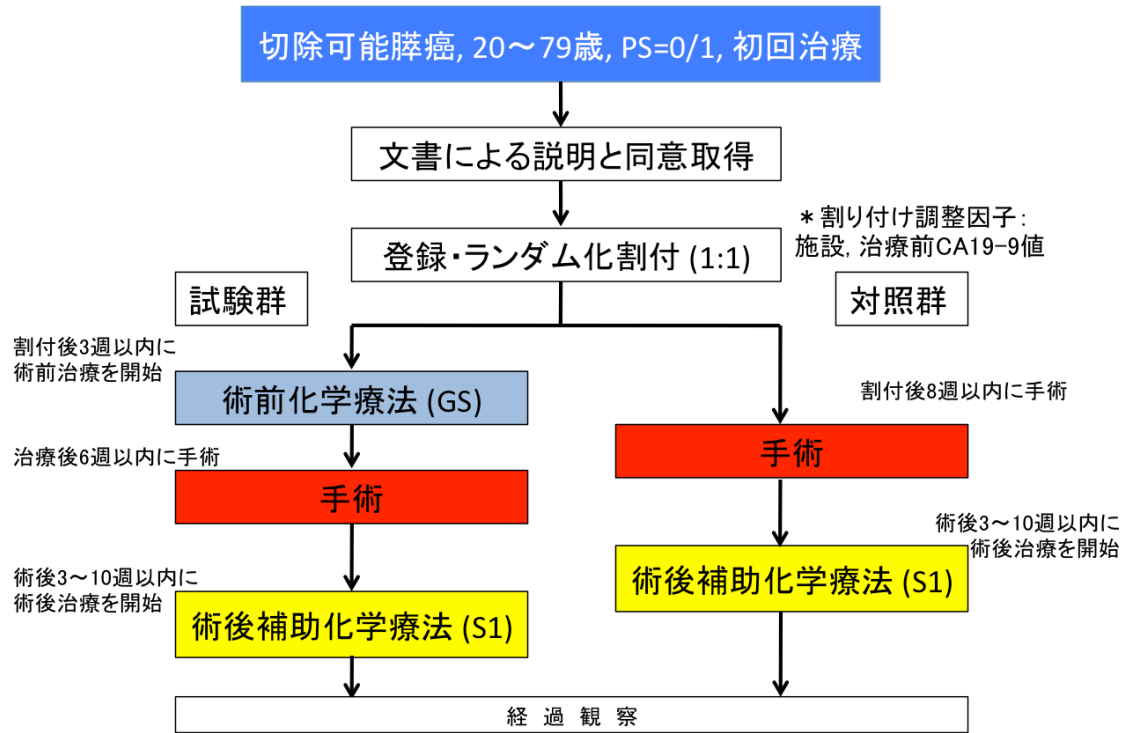 切除可能膵癌, 20～79歳, PS=0/1, 初回治療
文書による説明と同意取得
登録・ランダム化割付 (1:1)
＊割り付け調整因子:
施設, 治療前CA19-9値
試験群
対照群
割付後3週以内に
術前治療を開始
術前化学療法 (GS)
割付後8週以内に手術
治療後6週以内に手術
手術
手術
術後3～10週以内に
術後治療を開始
術後補助化学療法 (S1)
術後3～10週以内に
術後治療を開始
術後補助化学療法 (S1)
経 過 観 察